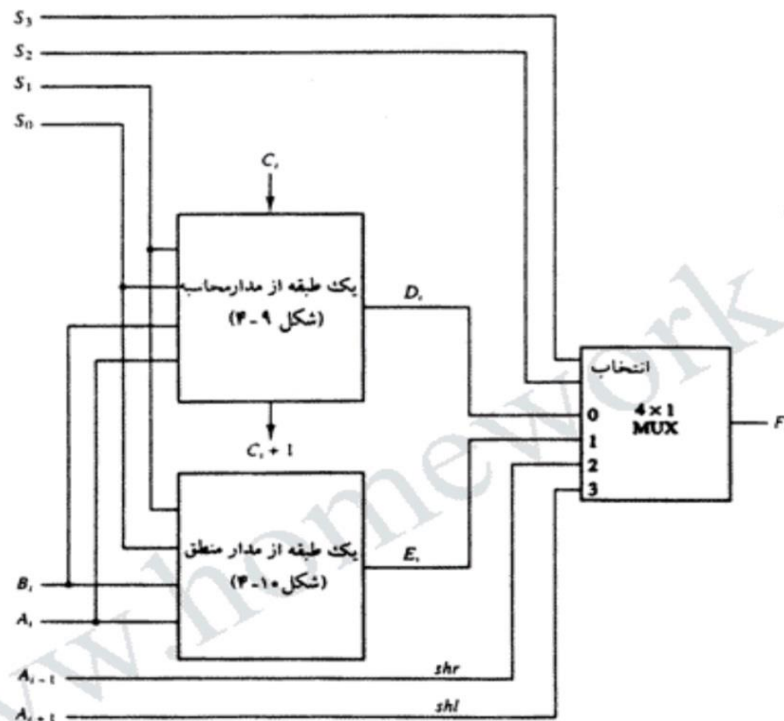 S₃
S₂
S₁
S₀
Cᵢ
یک طبقه از مدار محاسبه
(شکل ۹-۴)
Dᵢ
Cᵢ + 1
انتخاب
0
1
2
3
4 × 1
MUX
F
یک طبقه از مدار منطق
(شکل ۱۰-۴)
Eᵢ
Bᵢ
Aᵢ
Aᵢ₋₁
shr
Aᵢ₊₁
shl
w.homework